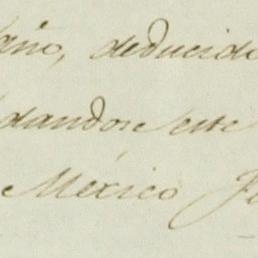 año, deducido
dandose este
e México